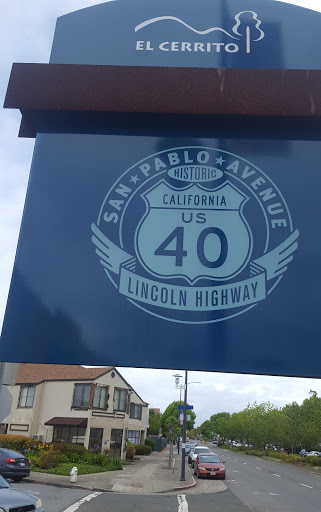 EL CERRITO
SAN PABLO AVENUE
HISTORIC
CALIFORNIA
US
40
LINCOLN HIGHWAY